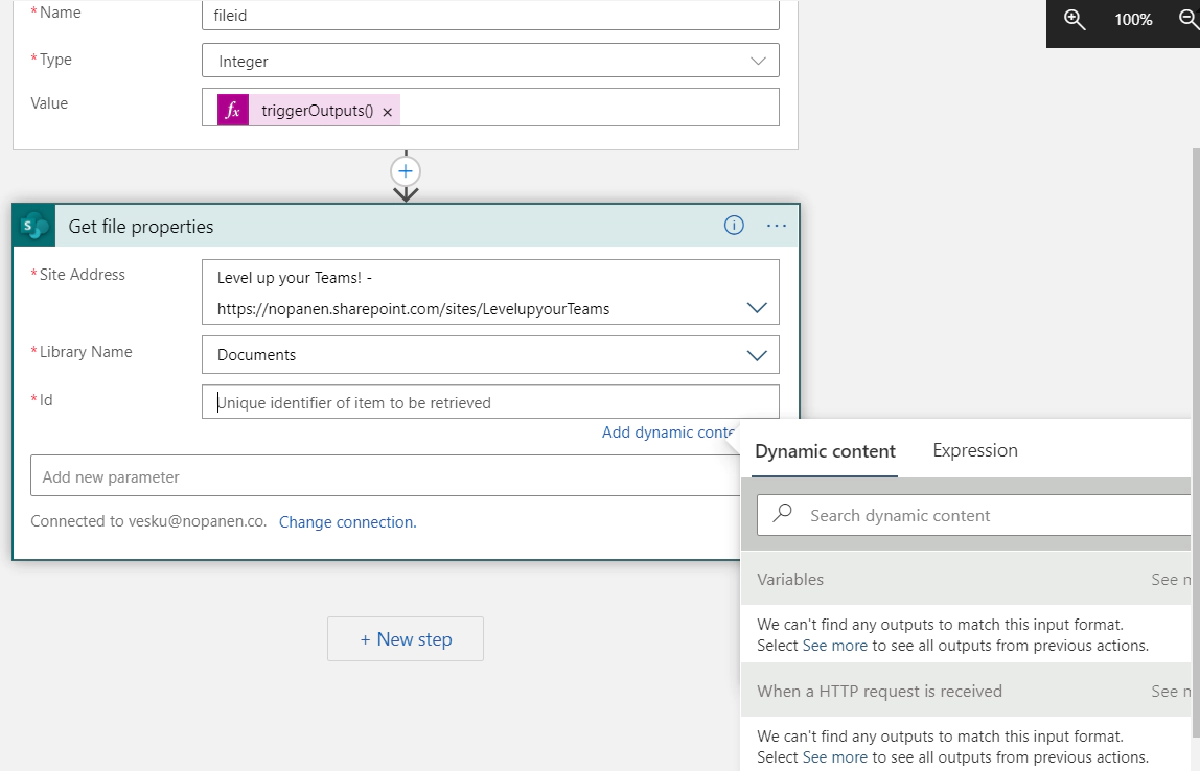 * Name
fileid
* Type
Integer
Value
fx triggerOutputs() ×
100%
S
Get file properties
* Site Address
Level up your Teams! -
https://nopanen.sharepoint.com/sites/LevelupyourTeams
* Library Name
Documents
* Id
Unique identifier of item to be retrieved
Add dynamic conte
Add new parameter
Connected to vesku@nopanen.co. Change connection.
+ New step
Dynamic content Expression
Search dynamic content
Variables See m
We can't find any outputs to match this input format.
Select See more to see all outputs from previous actions.
When a HTTP request is received See m
We can't find any outputs to match this input format.
Select See more to see all outputs from previous actions.